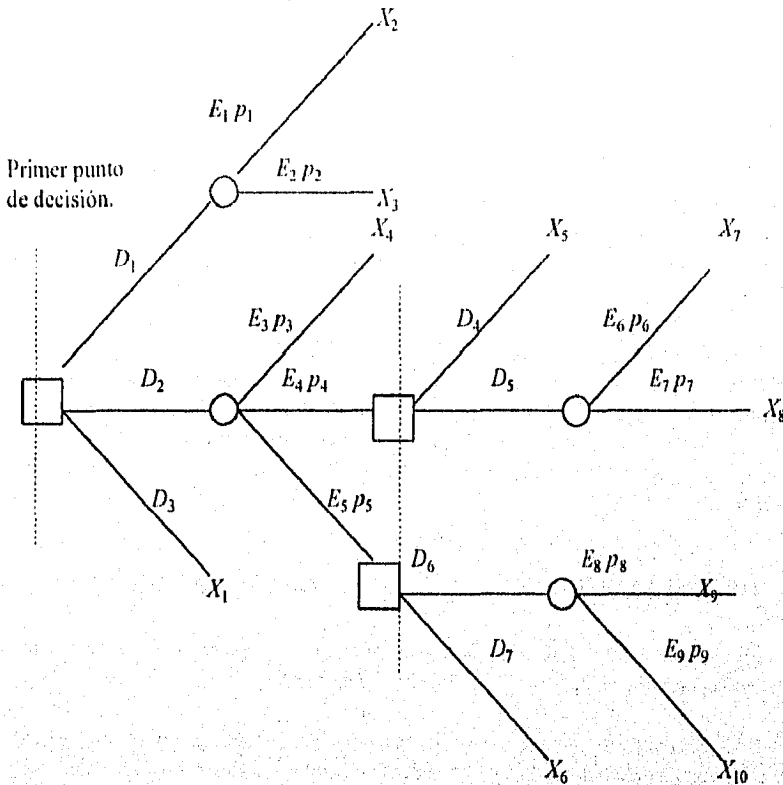 X₂
E₁ p₁
Primer punto
de decisión.
E₂ p₂
X₃
X₄
X₅
X₇
D₁
E₃ p₃
D₄
E₆ p₆
D₂
E₄ p₄
D₅
E₇ p₇
X₈
D₃
E₅ p₅
X₁
D₆
E₈ p₈
X₉
D₇
E₉ p₉
X₆
X₁₀